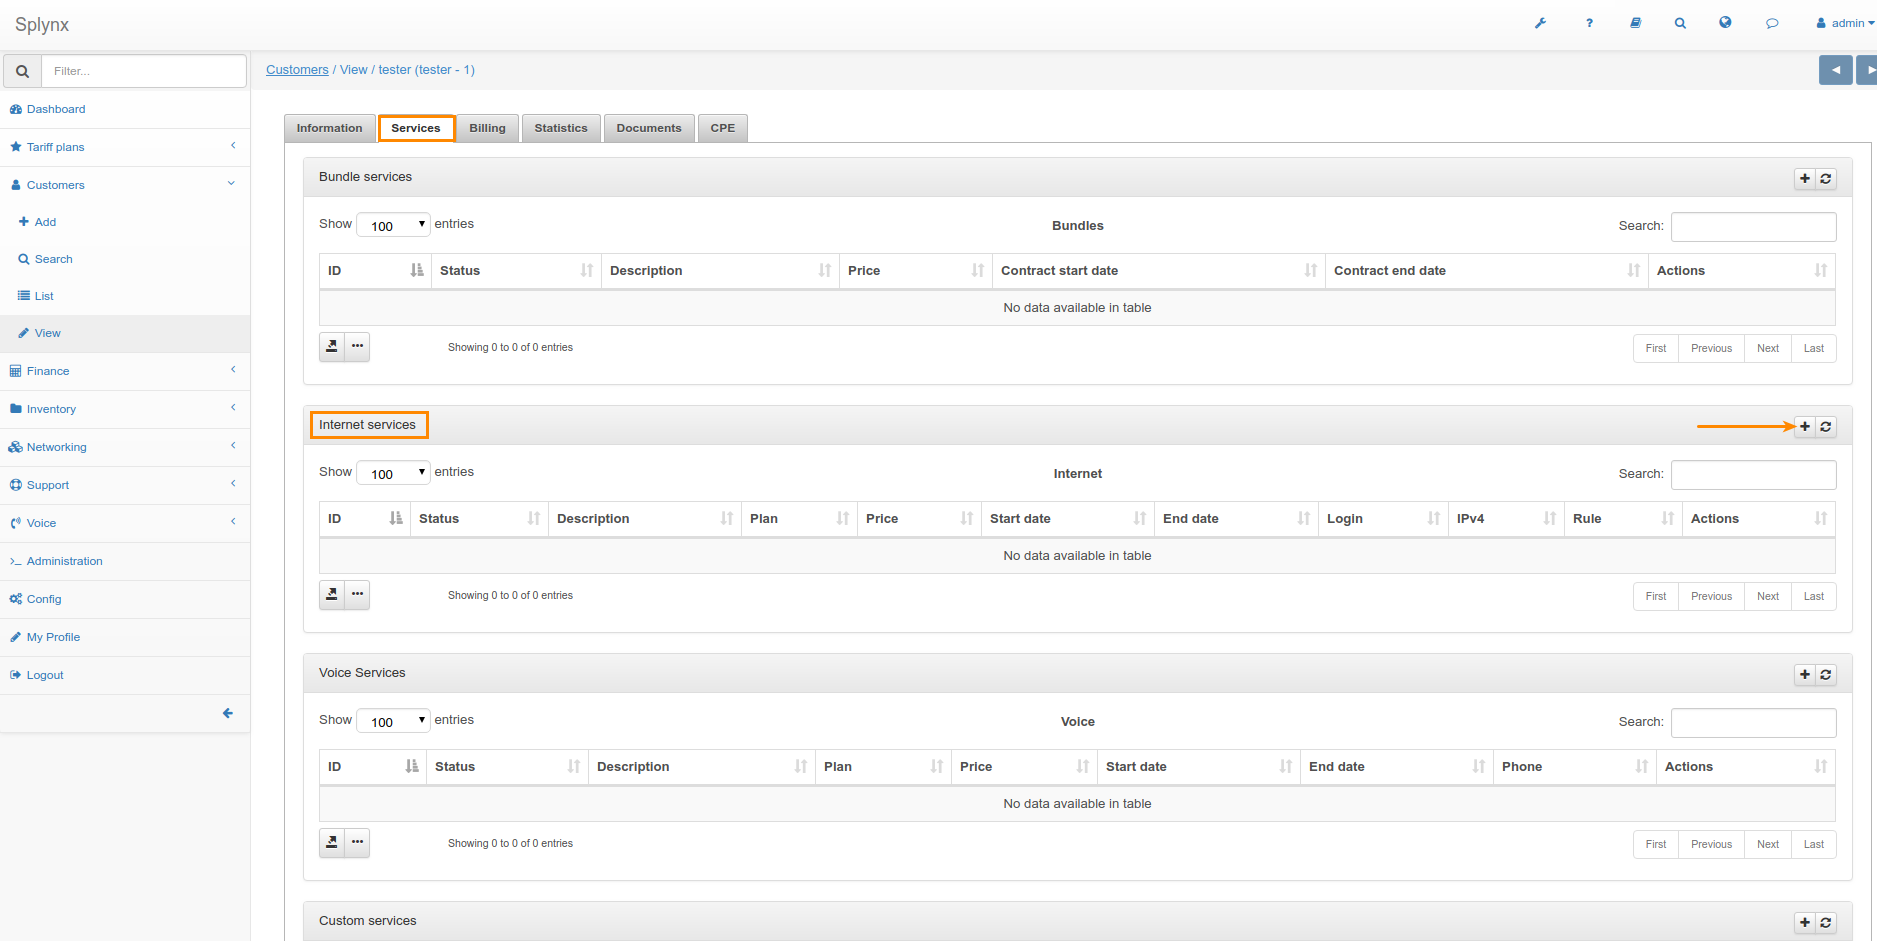 Splynx
admin
Filter...
Customers / View / tester (tester - 1)
Dashboard
Tariff plans
Customers
Add
Search
List
View
Finance
Inventory
Networking
Support
Voice
Administration
Config
My Profile
Logout
Information Services Billing Statistics Documents CPE
Bundle services
Show 100 entries Bundles Search:
ID Status Description Price Contract start date Contract end date Actions
No data available in table
Showing 0 to 0 of 0 entries First Previous Next Last
Internet services
Show 100 entries Internet Search:
ID Status Description Plan Price Start date End date Login IPv4 Rule Actions
No data available in table
Showing 0 to 0 of 0 entries First Previous Next Last
Voice Services
Show 100 entries Voice Search:
ID Status Description Plan Price Start date End date Phone Actions
No data available in table
Showing 0 to 0 of 0 entries First Previous Next Last
Custom services